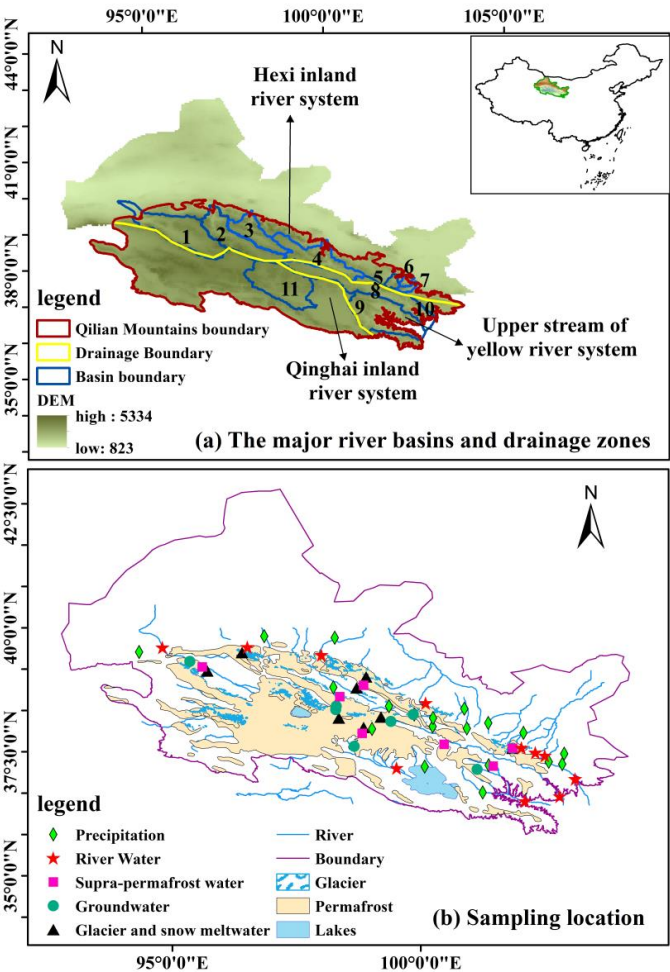 95°0'0"E 100°0'0"E 105°0'0"E
44°0'0"N
41°0'0"N
38°0'0"N
35°0'0"N
N
Hexi inland
river system
1
2
3
4
5
6
7
8
9
10
11
Upper stream of
yellow river system
Qinghai inland
river system
legend
Qilian Mountains boundary
Drainage Boundary
Basin boundary
DEM
high : 5334
low: 823
(a) The major river basins and drainage zones
42°30'0"N
40°0'0"N
37°30'0"N
35°0'0"N
N
legend
Precipitation
River Water
Supra-permafrost water
Groundwater
Glacier and snow meltwater
River
Boundary
Glacier
Permafrost
Lakes
(b) Sampling location
95°0'0"E 100°0'0"E